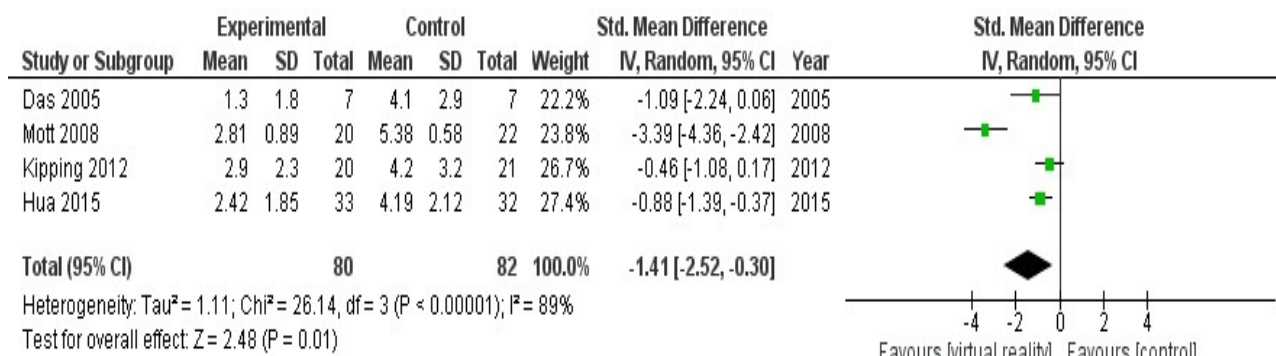 Experimental Control Std. Mean Difference Std. Mean Difference
Study or Subgroup Mean SD Total Mean SD Total Weight IV, Random, 95% CI Year IV, Random, 95% CI
Das 2005 1.3 1.8 7 4.1 2.9 7 22.2% -1.09 [-2.24, 0.06] 2005
Mott 2008 2.81 0.89 20 5.38 0.58 22 23.8% -3.39 [-4.36, -2.42] 2008
Kipping 2012 2.9 2.3 20 4.2 3.2 21 26.7% -0.46 [-1.08, 0.17] 2012
Hua 2015 2.42 1.85 33 4.19 2.12 32 27.4% -0.88 [-1.39, -0.37] 2015
Total (95% CI) 80 82 100.0% -1.41 [-2.52, -0.30]
Heterogeneity: Tau² = 1.11; Chi² = 26.14, df = 3 (P < 0.00001); I² = 89%
Test for overall effect: Z = 2.48 (P = 0.01)
-4 -2 0 2 4
Favours [virtual reality] Favours [control]